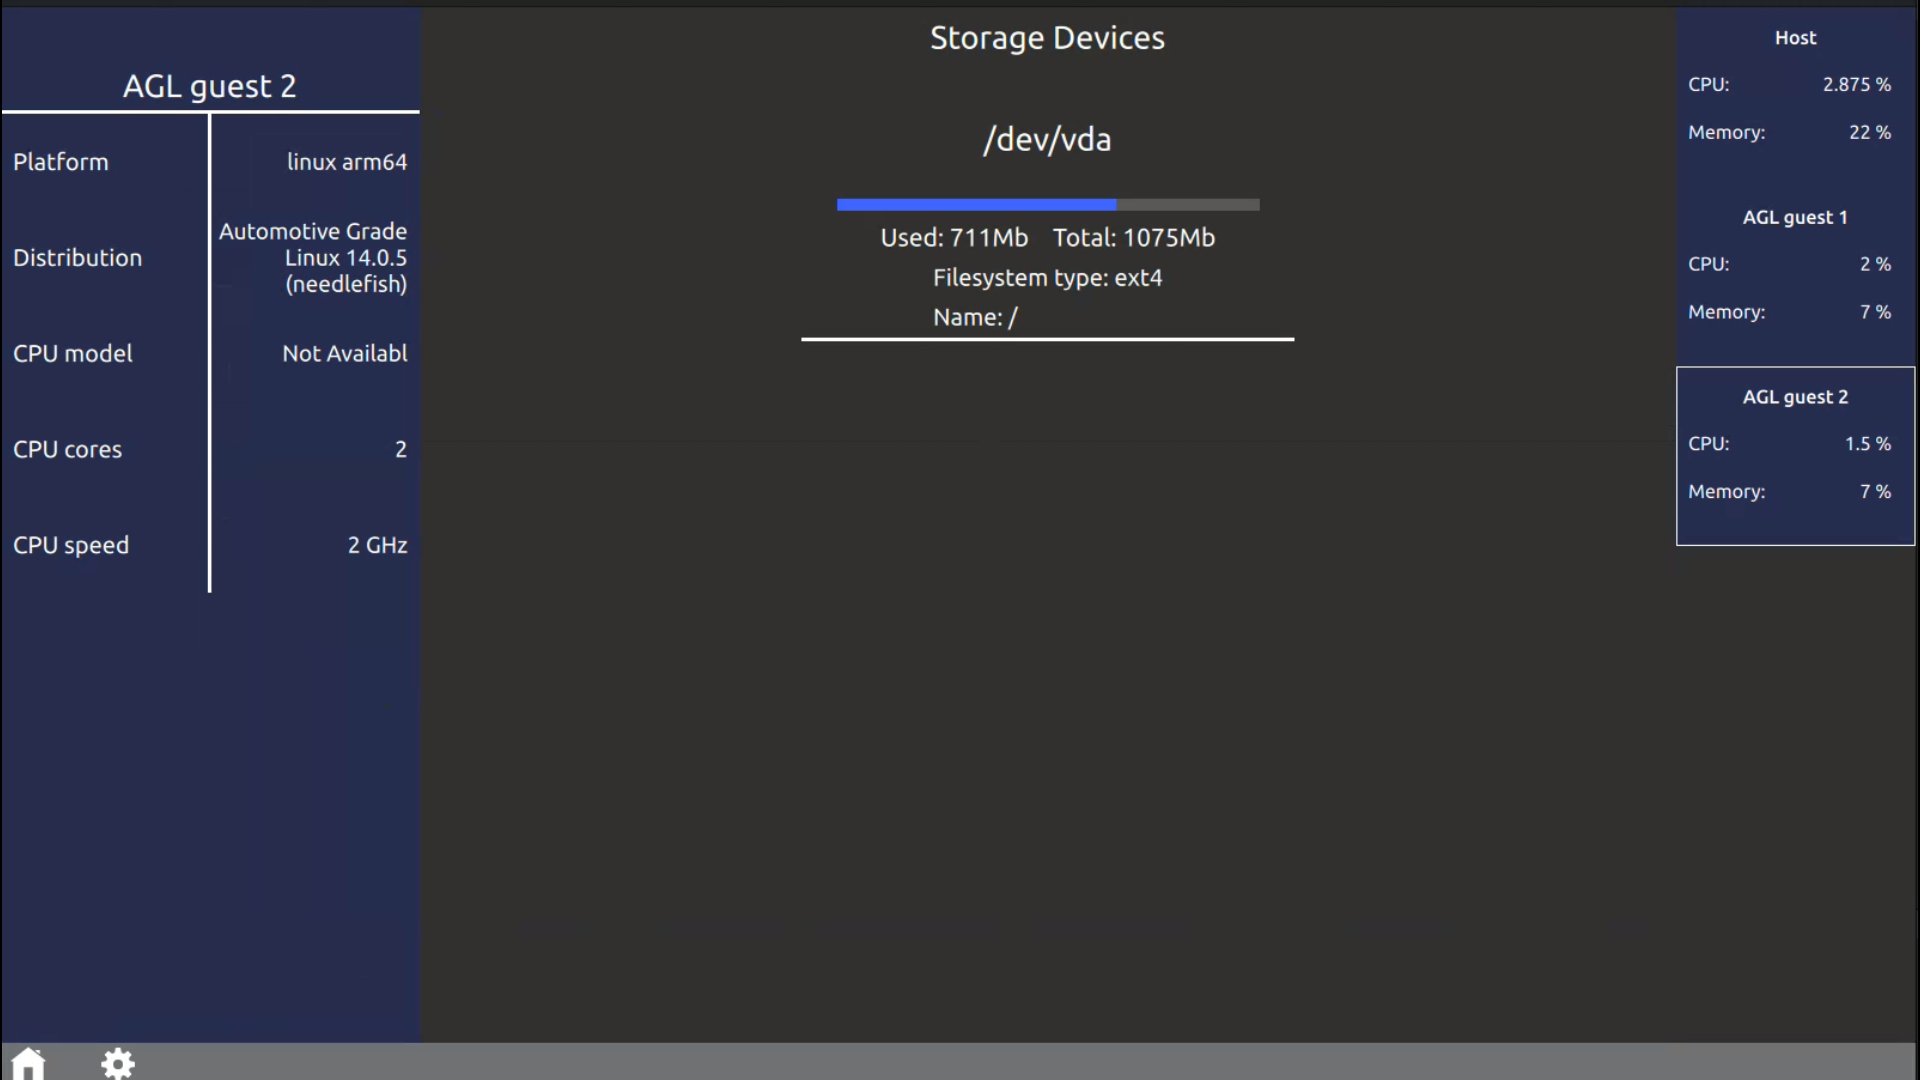 AGL guest 2
Platform linux arm64
Distribution Automotive Grade
Linux 14.0.5
(needlefish)
CPU model Not Availabl
CPU cores 2
CPU speed 2 GHz
Storage Devices
/dev/vda
Used: 711Mb Total: 1075Mb
Filesystem type: ext4
Name: /
Host
CPU: 2.875 %
Memory: 22 %
AGL guest 1
CPU: 2 %
Memory: 7 %
AGL guest 2
CPU: 1.5 %
Memory: 7 %